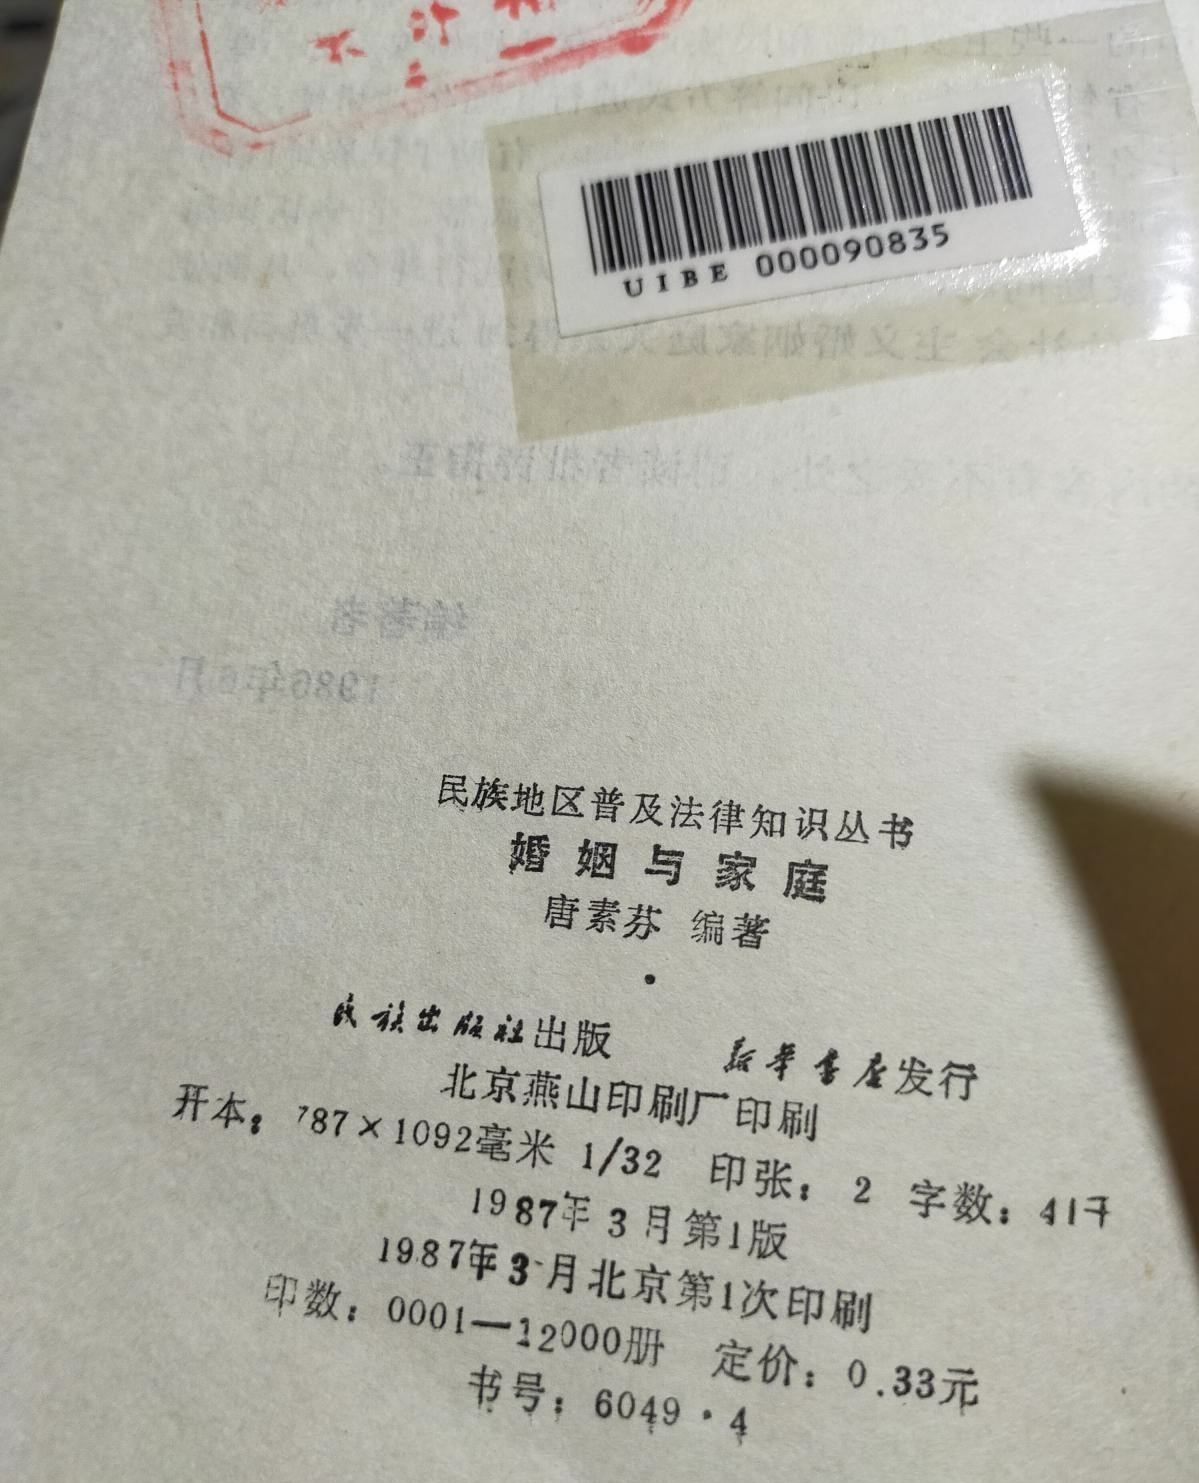 UIBE 000090835
民族地区普及法律知识丛书
婚姻与家庭
唐素芬 编著
民族出版社出版 新华书店发行
北京燕山印刷厂印刷
开本：787×1092毫米 1/32 印张：2 字数：41千
1987年3月第1版
1987年3月北京第1次印刷
印数：0001—12000册 定价：0.33元
书号：6049·4